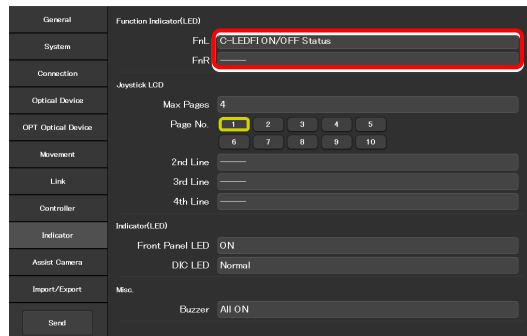 General
System
Connection
Optical Device
OPT Optical Device
Movement
Link
Controller
Indicator
Assist Camera
Import/Export
Send
Function Indicator(LED)
FnL C-LEDFI ON/OFF Status
FnR -----
Joystick LCD
Max Pages 4
Page No. 1 2 3 4 5
6 7 8 9 10
2nd Line -----
3rd Line -----
4th Line -----
Indicator(LED)
Front Panel LED ON
DIC LED Normal
Misc.
Buzzer All ON